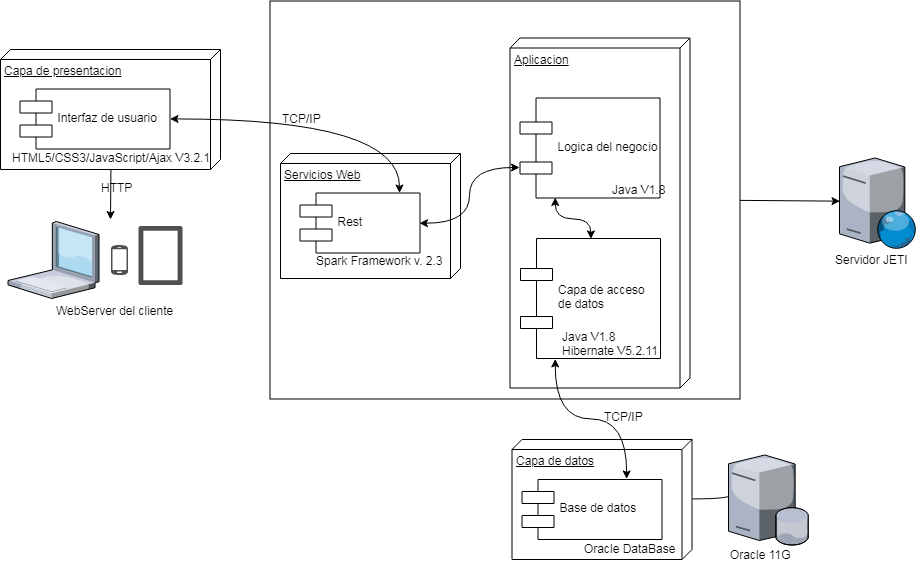 Capa de presentacion
Interfaz de usuario
HTML5/CSS3/JavaScript/Ajax V3.2.1
HTTP
WebServer del cliente
TCP/IP
Servicios Web
Rest
Spark Framework v. 2.3
Aplicacion
Logica del negocio
Java V1.8
Capa de acceso
de datos
Java V1.8
Hibernate V5.2.11
Servidor JETI
TCP/IP
Capa de datos
Base de datos
Oracle DataBase
Oracle 11G